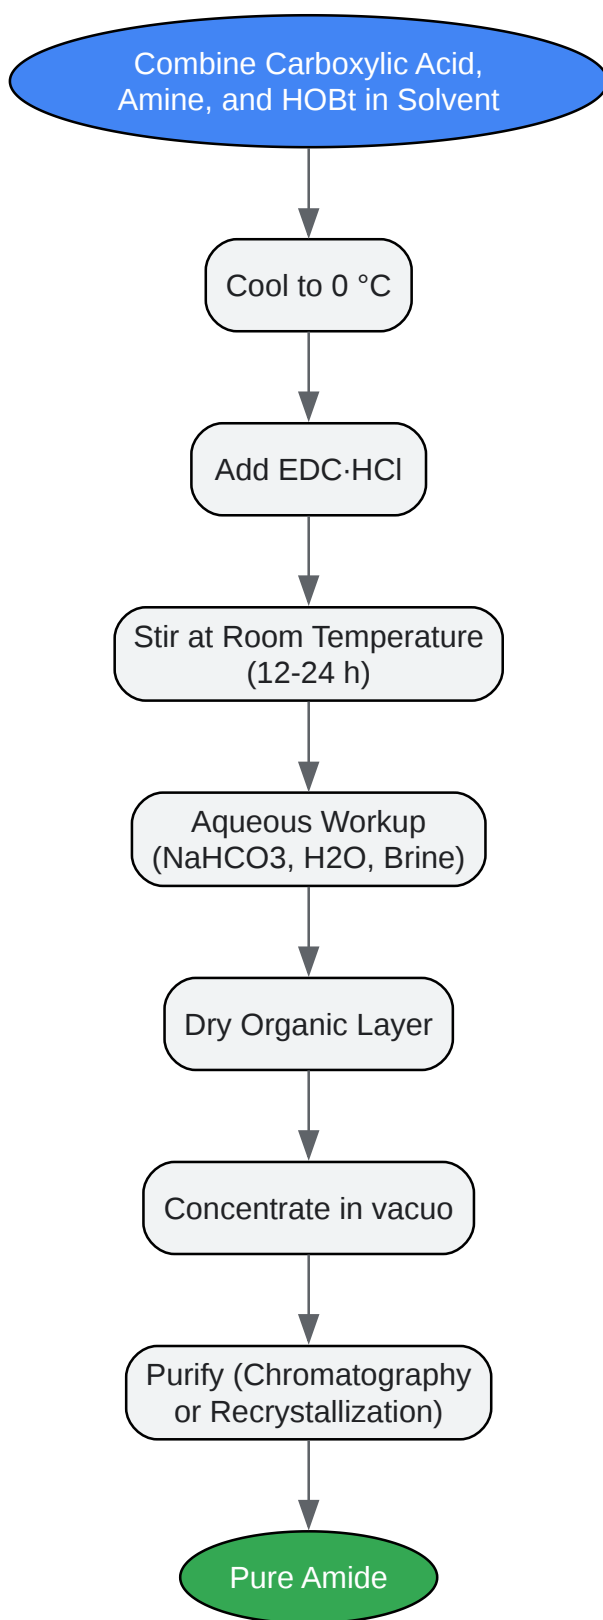 Combine Carboxylic Acid,
Amine, and HOBt in Solvent
Cool to 0 °C
Add EDC·HCl
Stir at Room Temperature
(12-24 h)
Aqueous Workup
(NaHCO3, H2O, Brine)
Dry Organic Layer
Concentrate in vacuo
Purify (Chromatography
or Recrystallization)
Pure Amide